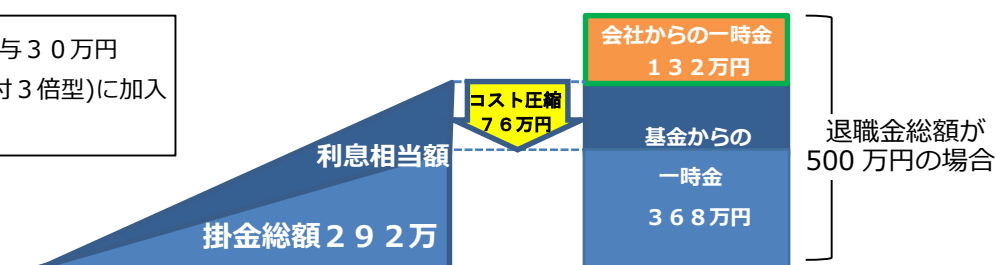 与３０万円
付３倍型)に加入
会社からの一時金
１３２万円
コスト圧縮
７６万円
利息相当額
基金からの
一時金
３６８万円
掛金総額２９２万
退職金総額が
500 万円の場合